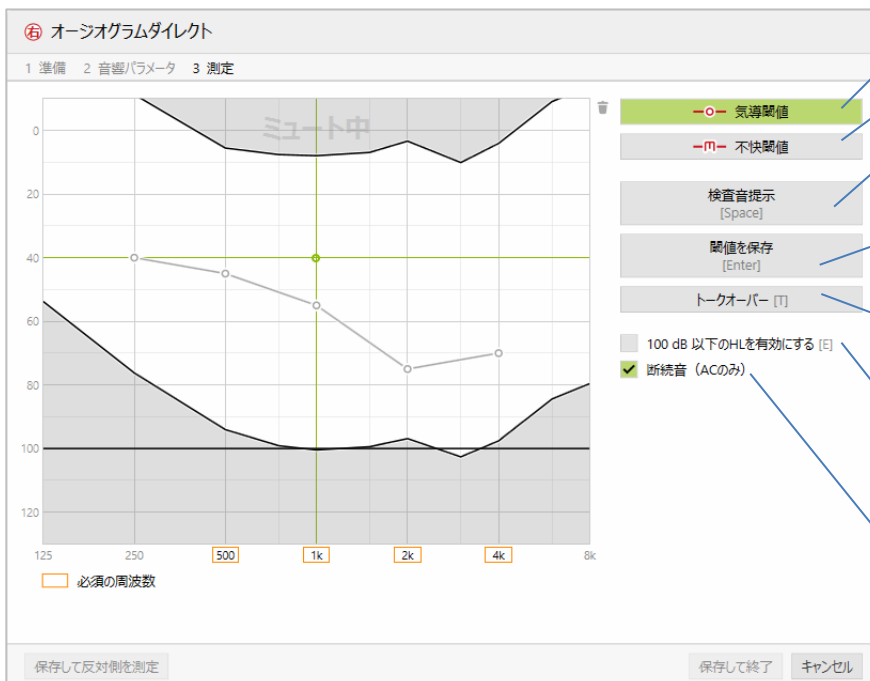 右 オージオグラムダイレクト
1 準備 2 音響パラメータ 3 測定
ミュート中
気導閾値
不快閾値
検査音提示
[Space]
閾値を保存
[Enter]
トークオーバー [T]
100 dB 以下のHLを有効にする [E]
断続音（ACのみ）
0
20
40
60
80
100
120
125 250 500 1k 2k 4k 8k
必須の周波数
保存して反対側を測定 保存して終了 キャンセル